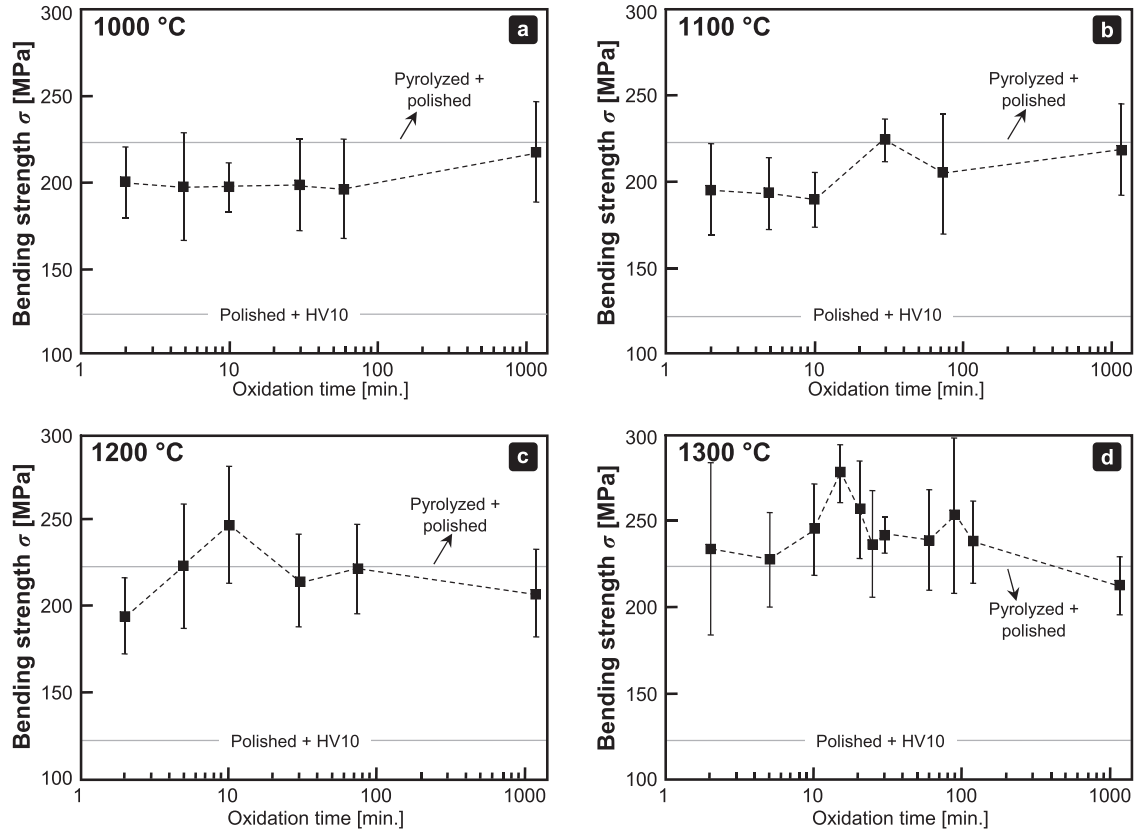 1000 °C
a
300
250
200
150
100
Bending strength σ [MPa]
Pyrolyzed +
polished
Polished + HV10
1
10
100
1000
Oxidation time [min.]
1100 °C
b
300
250
200
150
100
Bending strength σ [MPa]
Pyrolyzed +
polished
Polished + HV10
1
10
100
1000
Oxidation time [min.]
1200 °C
c
300
250
200
150
100
Bending strength σ [MPa]
Pyrolyzed +
polished
Polished + HV10
1
10
100
1000
Oxidation time [min.]
1300 °C
d
300
250
200
150
100
Bending strength σ [MPa]
Pyrolyzed +
polished
Polished + HV10
1
10
100
1000
Oxidation time [min.]